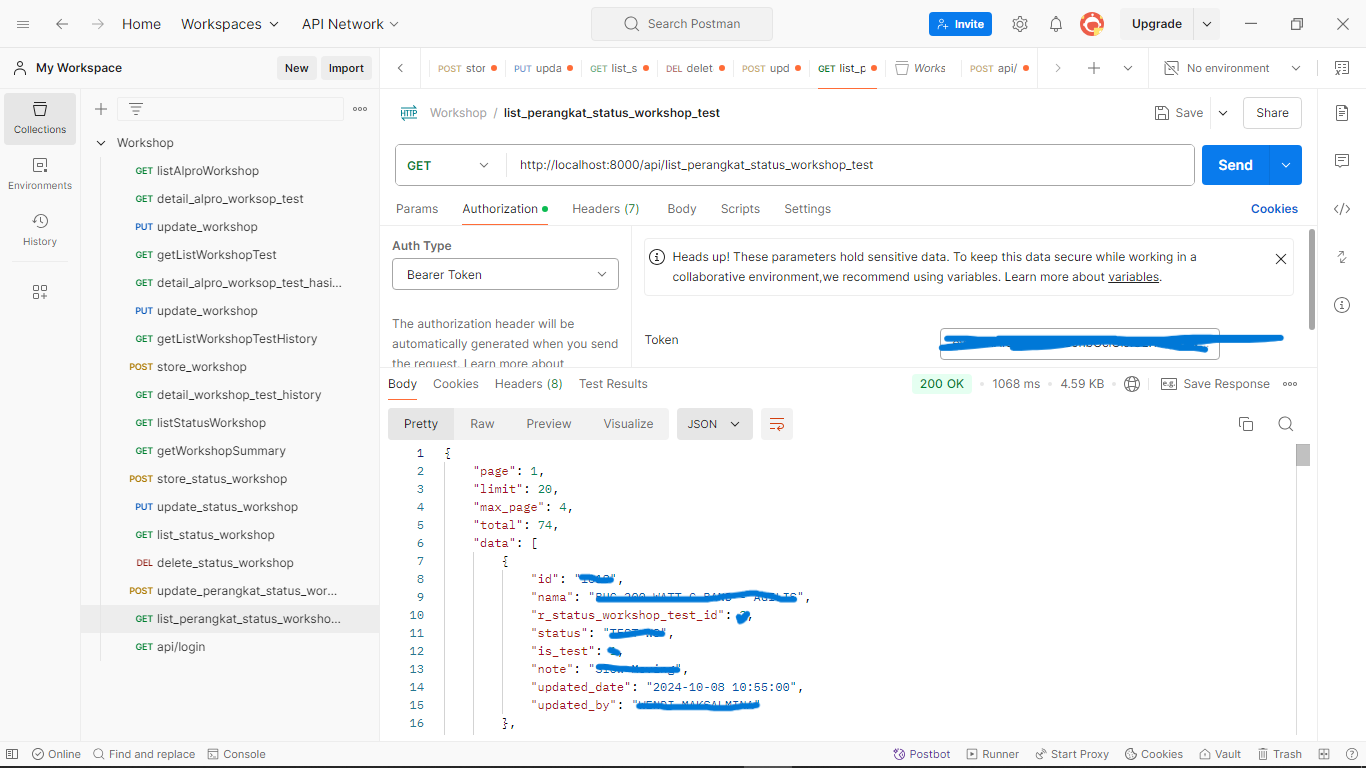 Home Workspaces API Network Search Postman Invite Upgrade
My Workspace New Import
POST stor PUT upda GET list_s DEL delet POST upd GET list_p Works POST api/ No environment
Collections
Environments
History
Workshop
GET listAlproWorkshop
GET detail_alpro_worksop_test
PUT update_workshop
GET getListWorkshopTest
GET detail_alpro_worksop_test_hasi...
PUT update_workshop
GET getListWorkshopTestHistory
POST store_workshop
GET detail_workshop_test_history
GET listStatusWorkshop
GET getWorkshopSummary
POST store_status_workshop
PUT update_status_workshop
GET list_status_workshop
DEL delete_status_workshop
POST update_perangkat_status_wor...
GET list_perangkat_status_worksho...
GET api/login
HTTP Workshop / list_perangkat_status_workshop_test Save Share
GET http://localhost:8000/api/list_perangkat_status_workshop_test Send
Params Authorization Headers (7) Body Scripts Settings Cookies
Auth Type
Bearer Token
The authorization header will be
automatically generated when you send
the request. Learn more about
Heads up! These parameters hold sensitive data. To keep this data secure while working in a
collaborative environment,we recommend using variables. Learn more about variables.
Token
Body Cookies Headers (8) Test Results 200 OK 1068 ms 4.59 KB e.g. Save Response
Pretty Raw Preview Visualize JSON
1 {
2 "page": 1,
3 "limit": 20,
4 "max_page": 4,
5 "total": 74,
6 "data": [
7 {
8 "id": "
9 "nama": "
10 "r_status_workshop_test_id":
11 "status": "
12 "is_test":
13 "note": "
14 "updated_date": "2024-10-08 10:55:00",
15 "updated_by": "
16 },
Online Find and replace Console Postbot Runner Start Proxy Cookies Vault Trash